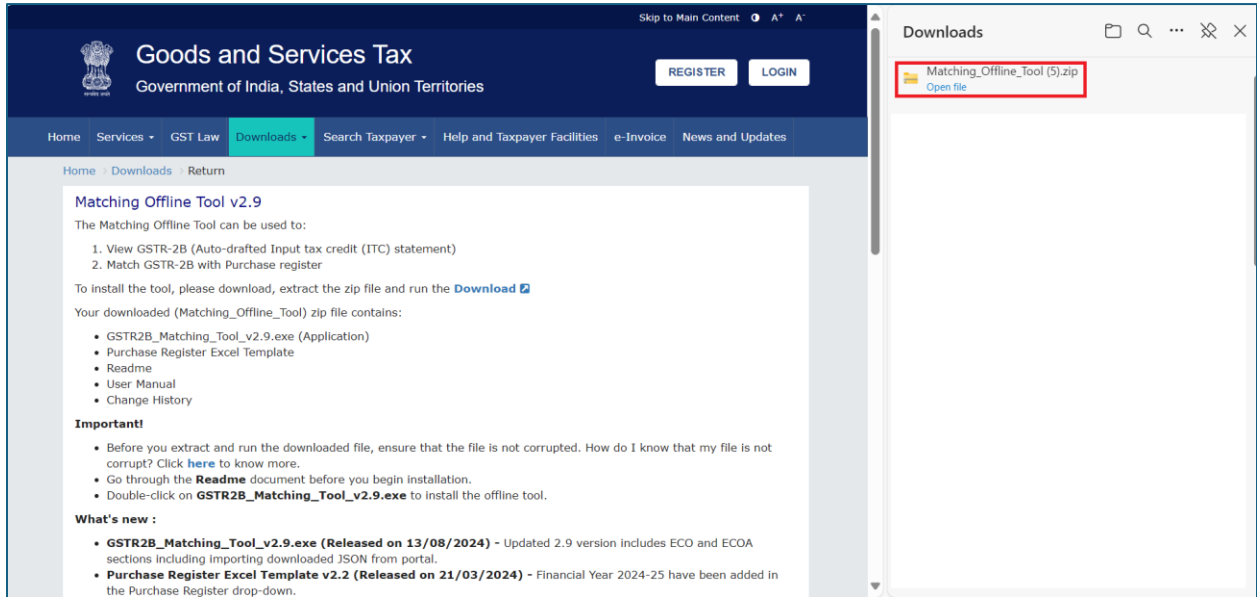 Skip to Main Content A+ A-
Goods and Services Tax
Government of India, States and Union Territories
REGISTER LOGIN
Home Services GST Law Downloads Search Taxpayer Help and Taxpayer Facilities e-Invoice News and Updates
Home > Downloads > Return
Matching Offline Tool v2.9
The Matching Offline Tool can be used to:
1. View GSTR-2B (Auto-drafted Input tax credit (ITC) statement)
2. Match GSTR-2B with Purchase register
To install the tool, please download, extract the zip file and run the Download
Your downloaded (Matching_Offline_Tool) zip file contains:
• GSTR2B_Matching_Tool_v2.9.exe (Application)
• Purchase Register Excel Template
• Readme
• User Manual
• Change History
Important!
• Before you extract and run the downloaded file, ensure that the file is not corrupted. How do I know that my file is not
corrupt? Click here to know more.
• Go through the Readme document before you begin installation.
• Double-click on GSTR2B_Matching_Tool_v2.9.exe to install the offline tool.
What's new :
• GSTR2B_Matching_Tool_v2.9.exe (Released on 13/08/2024) - Updated 2.9 version includes ECO and ECOA
sections including importing downloaded JSON from portal.
• Purchase Register Excel Template v2.2 (Released on 21/03/2024) - Financial Year 2024-25 have been added in
the Purchase Register drop-down.
Downloads
Matching_Offline_Tool (5).zip
Open file